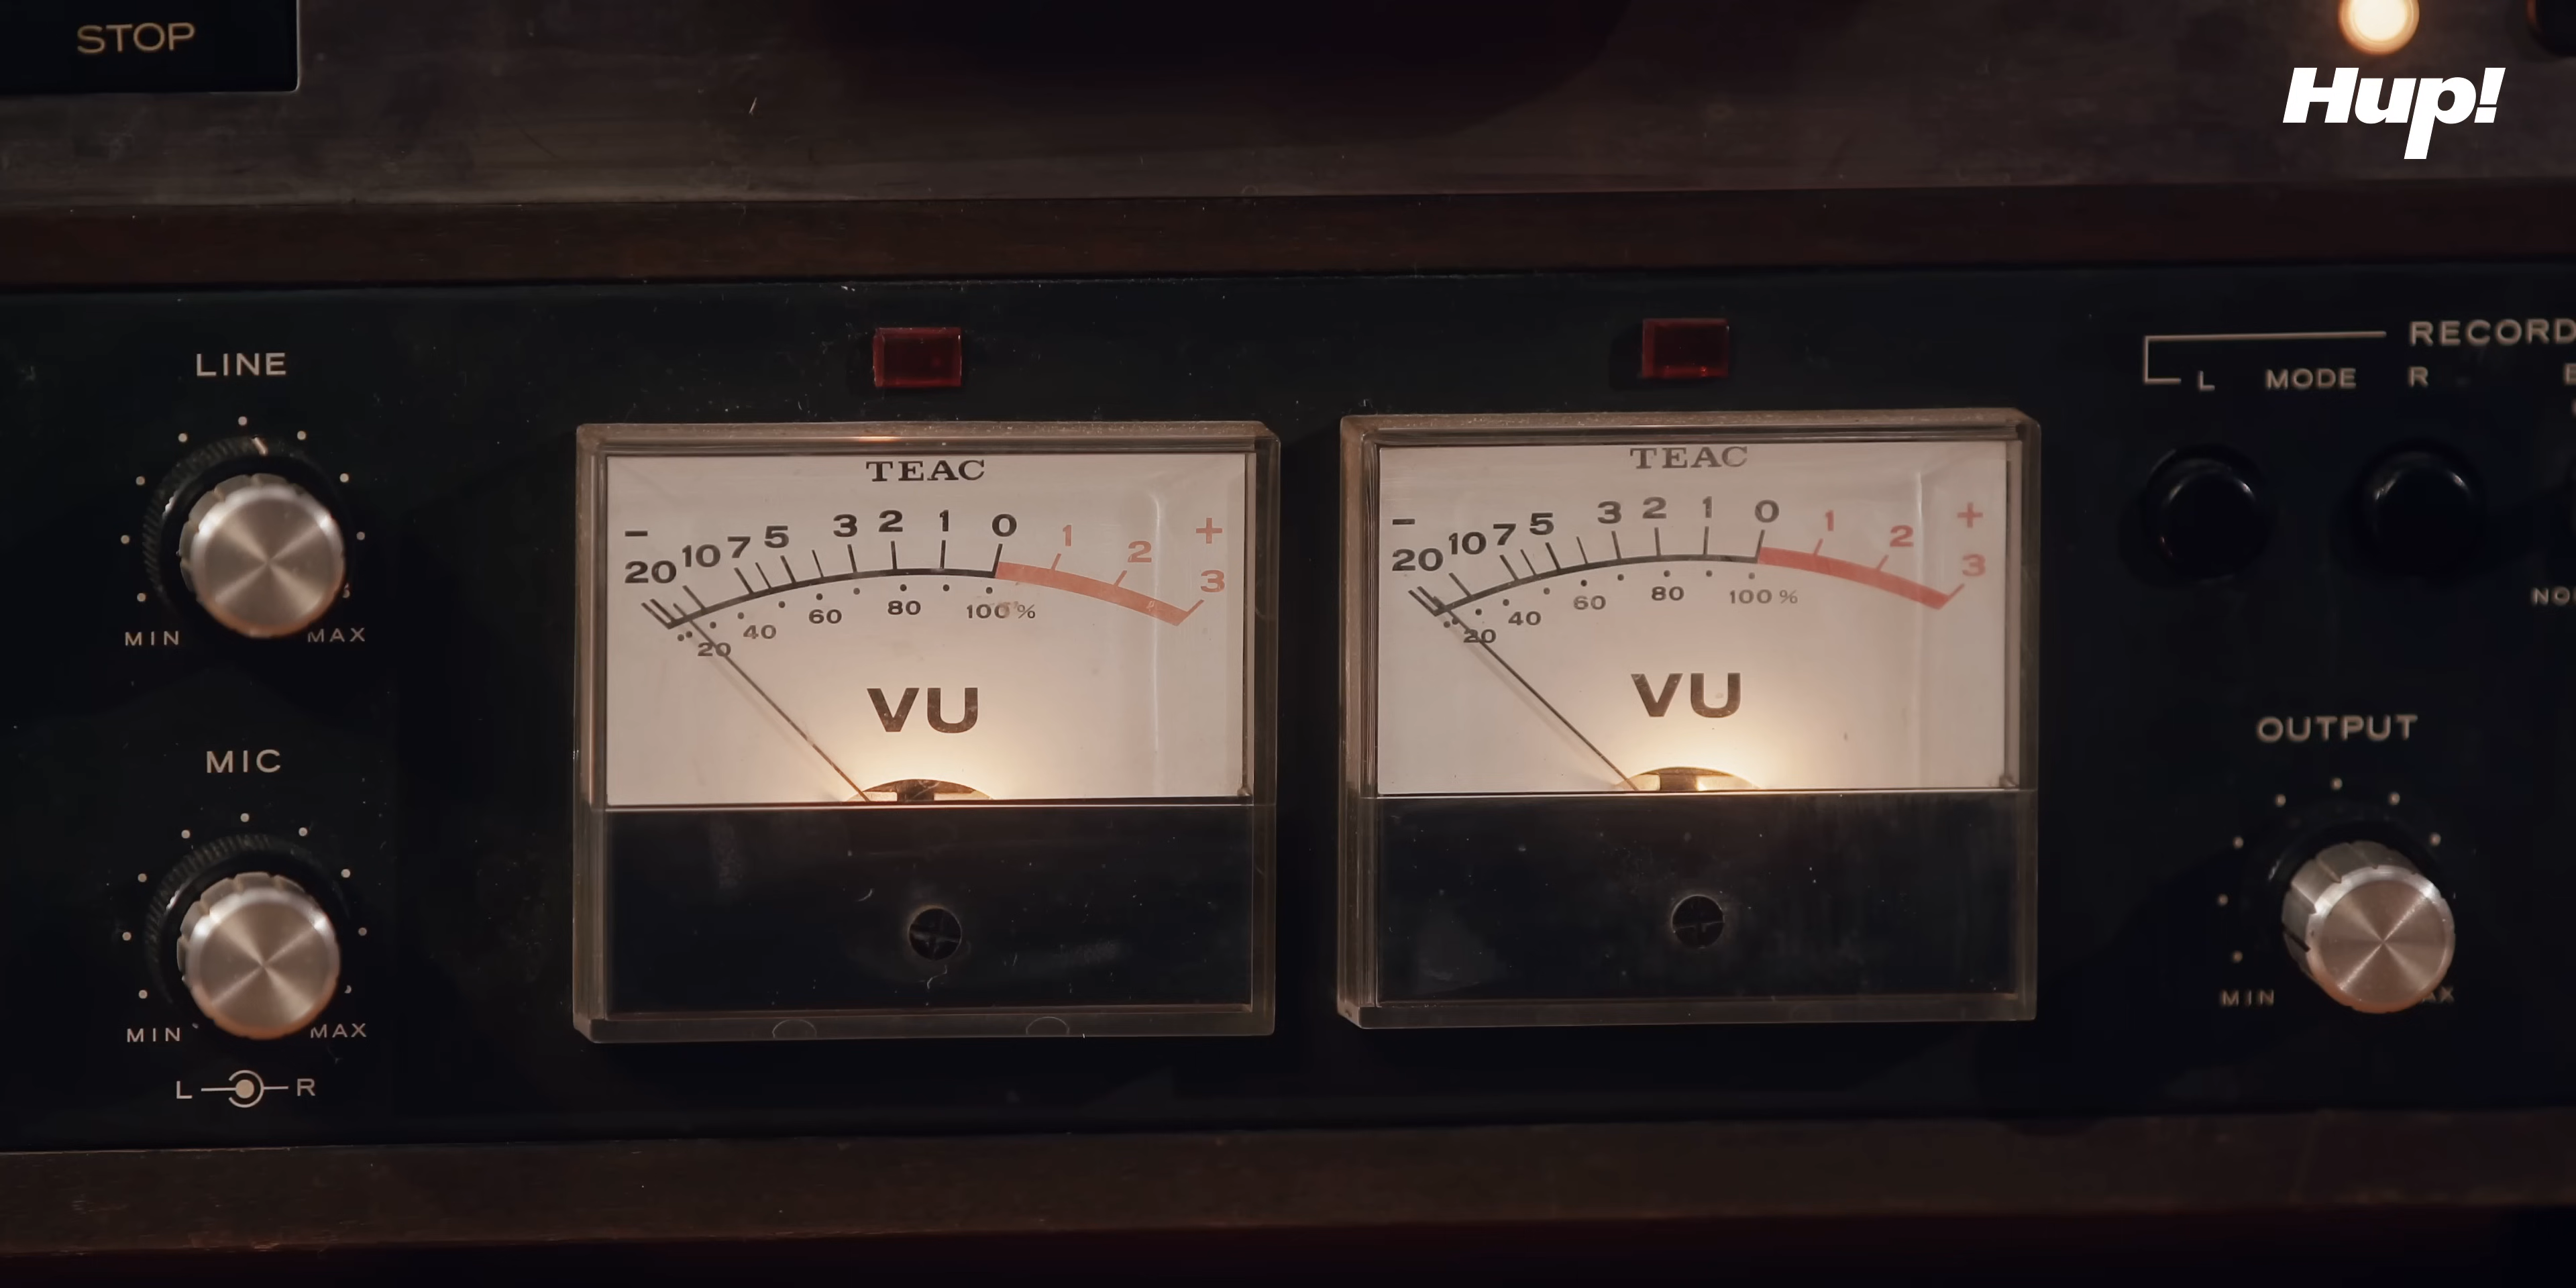 STOP
Hup!
LINE
MIN MAX
MIC
MIN MAX
L R
TEAC
− 20 10 7 5 3 2 1 0 1 2 3 +
20 40 60 80 100 %
VU
TEAC
− 20 10 7 5 3 2 1 0 1 2 3 +
20 40 60 80 100 %
VU
RECORD
L MODE R
OUTPUT
MIN